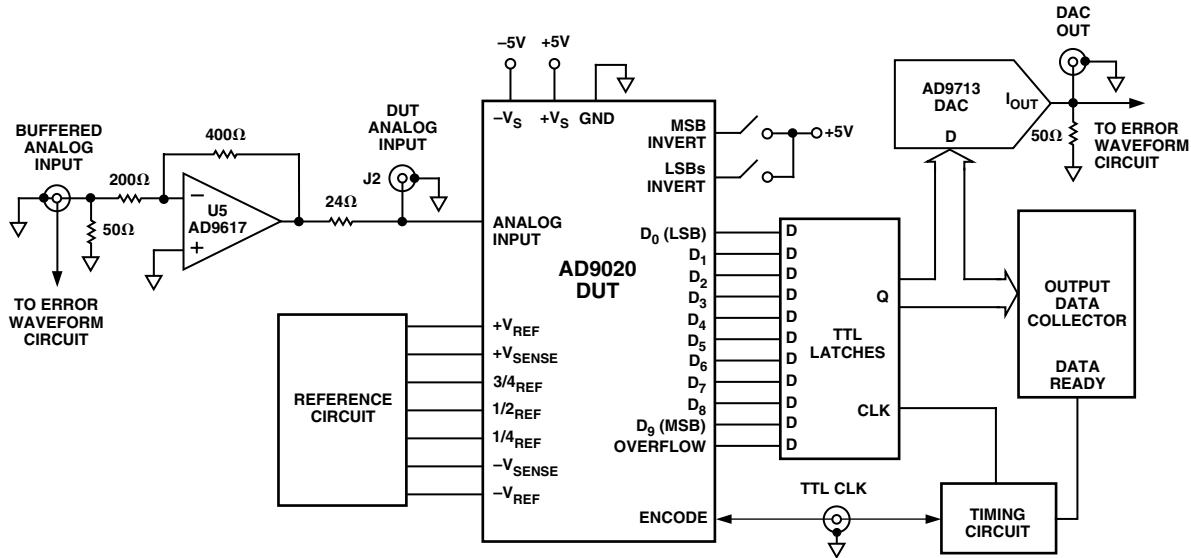 DAC
OUT
–5V
+5V
AD9713
DAC
IOUT
D
50Ω
TO ERROR
WAVEFORM
CIRCUIT
BUFFERED
ANALOG
INPUT
400Ω
200Ω
50Ω
U5
AD9617
–
+
24Ω
DUT
ANALOG
INPUT
J2
TO ERROR
WAVEFORM
CIRCUIT
–VS
+VS
GND
MSB
INVERT
LSBs
INVERT
+5V
ANALOG
INPUT
AD9020
DUT
D0 (LSB)
D1
D2
D3
D4
D5
D6
D7
D8
D9 (MSB)
OVERFLOW
ENCODE
D
D
D
D
D
D
D
D
D
D
D
Q
TTL
LATCHES
CLK
OUTPUT
DATA
COLLECTOR
DATA
READY
REFERENCE
CIRCUIT
+VREF
+VSENSE
3/4REF
1/2REF
1/4REF
–VSENSE
–VREF
TTL CLK
TIMING
CIRCUIT